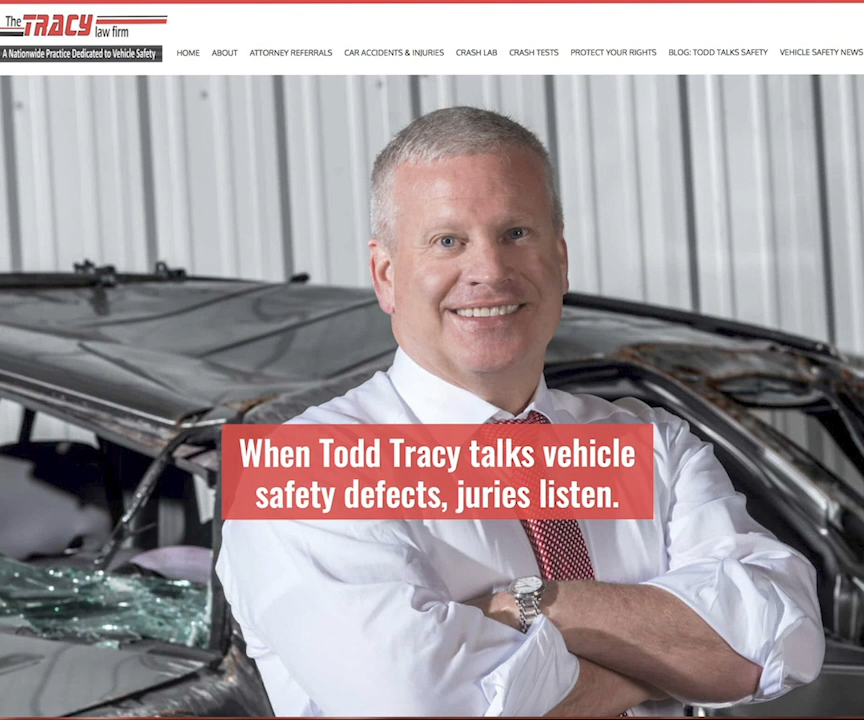 The TRACY law firm
A Nationwide Practice Dedicated to Vehicle Safety
HOME ABOUT ATTORNEY REFERRALS CAR ACCIDENTS & INJURIES CRASH LAB CRASH TESTS PROTECT YOUR RIGHTS BLOG: TODD TALKS SAFETY VEHICLE SAFETY NEWS
When Todd Tracy talks vehicle
safety defects, juries listen.